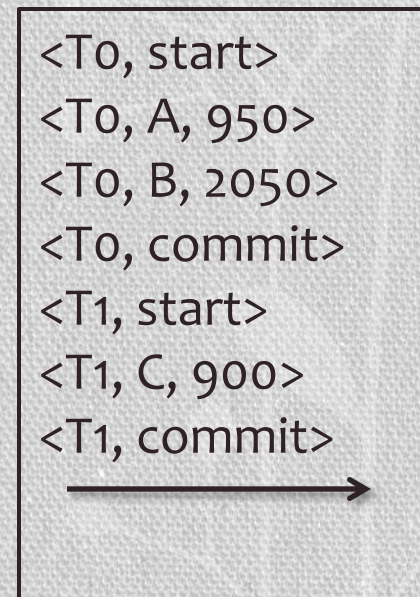 <T0, start>
<T0, A, 950>
<T0, B, 2050>
<T0, commit>
<T1, start>
<T1, C, 900>
<T1, commit>